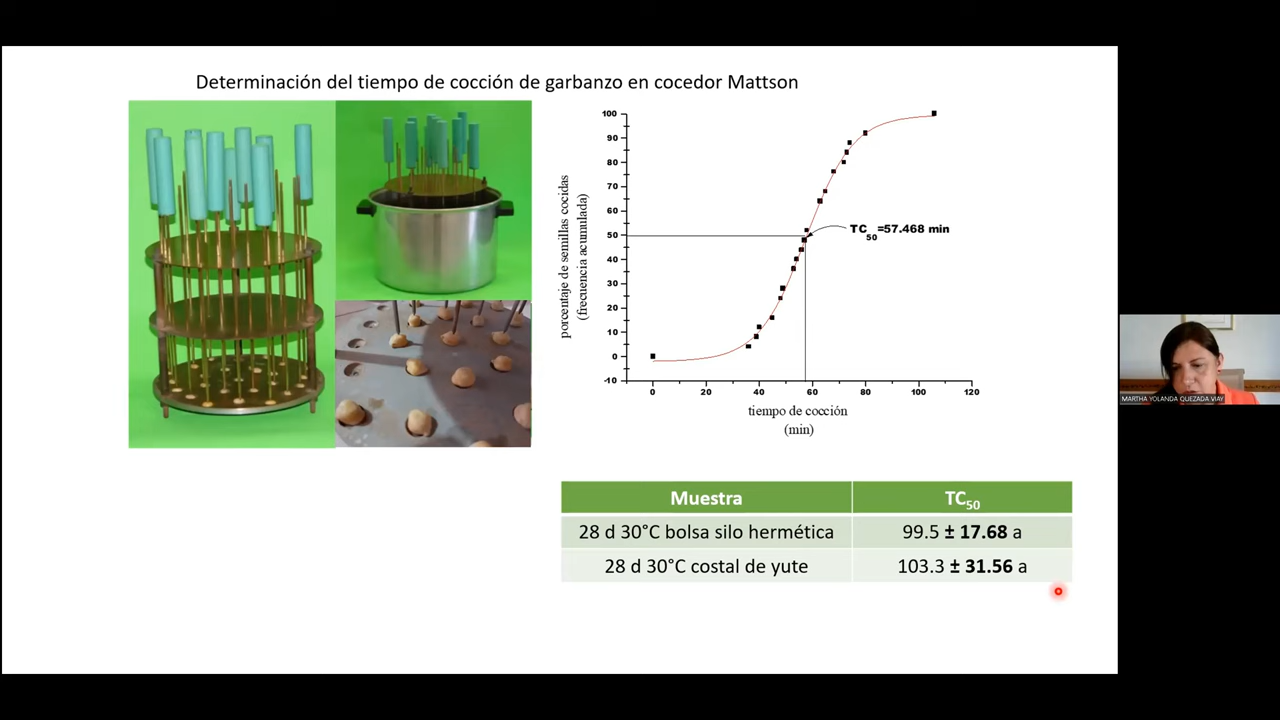 Determinación del tiempo de cocción de garbanzo en cocedor Mattson
porcentaje de semillas cocidas
(frecuencia acumulada)
100
90
80
70
60
50
40
30
20
10
0
-10
0 20 40 60 80 100 120
TC50=57.468 min
tiempo de cocción
(min)
Muestra TC50
28 d 30°C bolsa silo hermética 99.5 ± 17.68 a
28 d 30°C costal de yute 103.3 ± 31.56 a
MARTHA YOLANDA QUEZADA VIAY